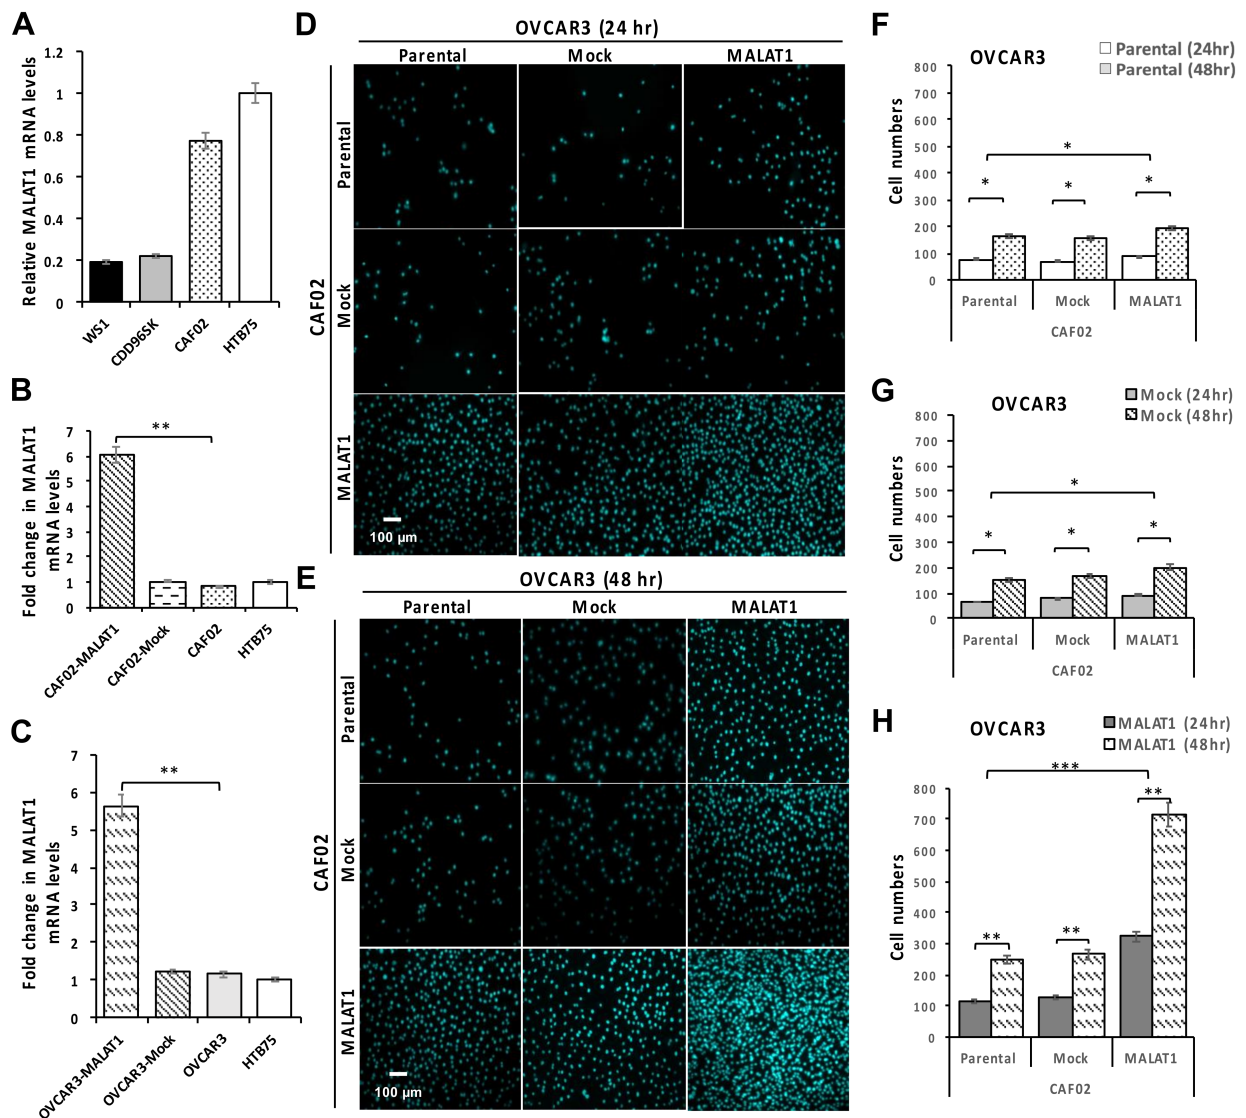 A
Relative MALAT1 mRNA levels
1.2
1
0.8
0.6
0.4
0.2
0
WS1
CDD96SK
CAF02
HTB75
B
Fold change in MALAT1
mRNA levels
7
6
5
4
3
2
1
0
**
CAF02-MALAT1
CAF02-Mock
CAF02
HTB75
C
Fold change in MALAT1
mRNA levels
7
6
5
4
3
2
1
0
**
OVCAR3-MALAT1
OVCAR3-Mock
OVCAR3
HTB75
D
OVCAR3 (24 hr)
Parental Mock MALAT1
CAF02
Parental
Mock
MALAT1
100 µm
E
OVCAR3 (48 hr)
Parental Mock MALAT1
CAF02
Parental
Mock
MALAT1
100 µm
F
OVCAR3
Parental (24hr)
Parental (48hr)
Cell numbers
800
700
600
500
400
300
200
100
0
*
* * *
Parental Mock MALAT1
CAF02
G
OVCAR3
Mock (24hr)
Mock (48hr)
Cell numbers
800
700
600
500
400
300
200
100
0
*
* * *
Parental Mock MALAT1
CAF02
H
OVCAR3
MALAT1 (24hr)
MALAT1 (48hr)
Cell numbers
800
700
600
500
400
300
200
100
0
***
** ** **
Parental Mock MALAT1
CAF02